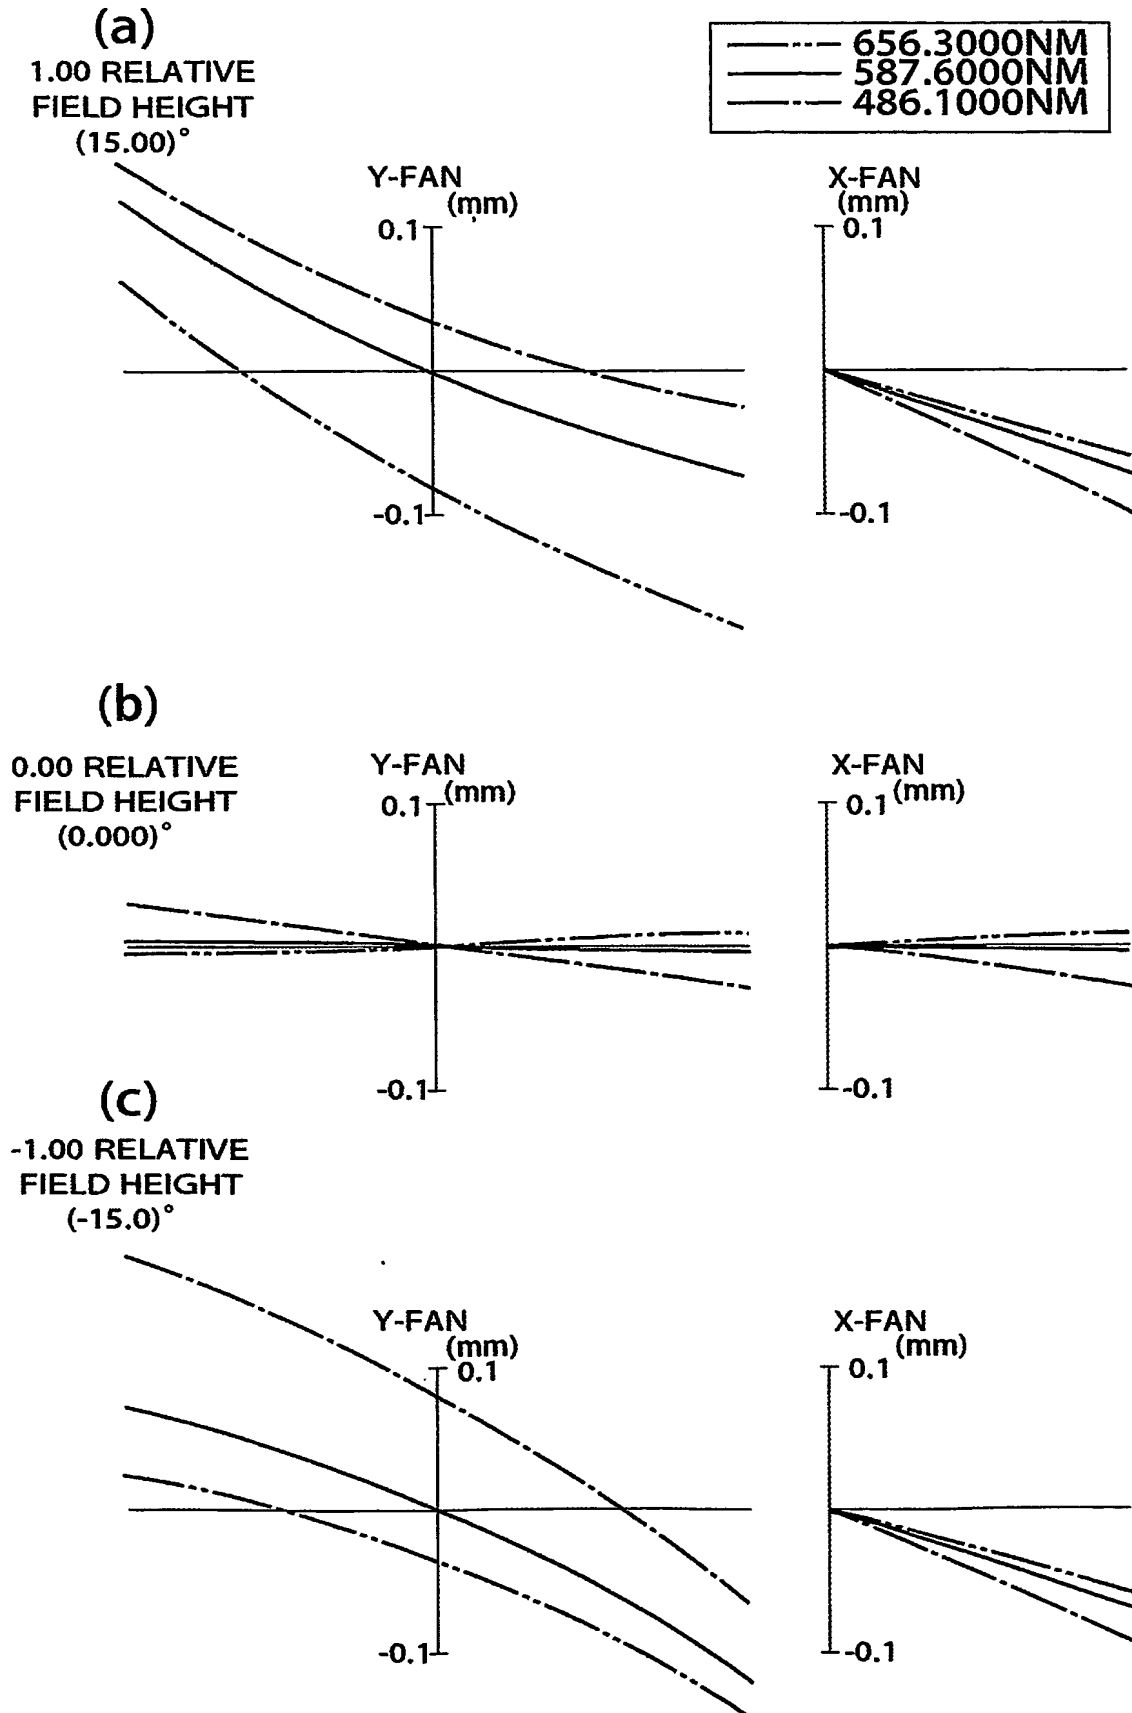 (a)
1.00 RELATIVE
FIELD HEIGHT
(15.00)°
656.3000NM
587.6000NM
486.1000NM
Y-FAN
(mm)
0.1
-0.1
X-FAN
(mm)
0.1
-0.1
(b)
0.00 RELATIVE
FIELD HEIGHT
(0.000)°
Y-FAN
(mm)
0.1
-0.1
X-FAN
(mm)
0.1
-0.1
(c)
-1.00 RELATIVE
FIELD HEIGHT
(-15.0)°
Y-FAN
(mm)
0.1
-0.1
X-FAN
(mm)
0.1
-0.1